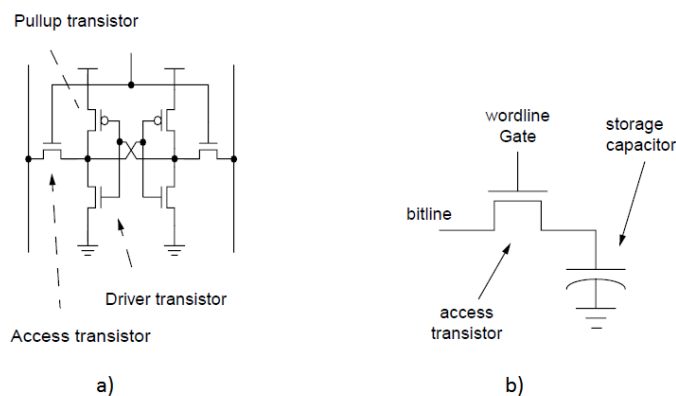 Pullup transistor
Driver transistor
Access transistor
a)
wordline
Gate
storage
capacitor
bitline
access
transistor
b)